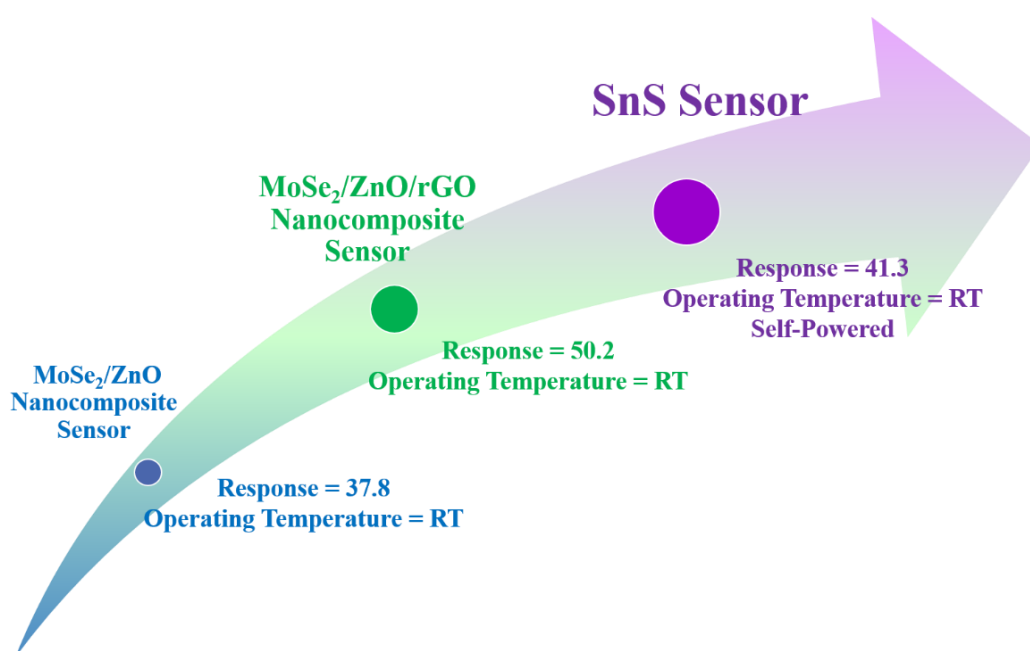 SnS Sensor
MoSe₂/ZnO/rGO
Nanocomposite
Sensor
Response = 41.3
Operating Temperature = RT
Self-Powered
Response = 50.2
Operating Temperature = RT
MoSe₂/ZnO
Nanocomposite
Sensor
Response = 37.8
Operating Temperature = RT